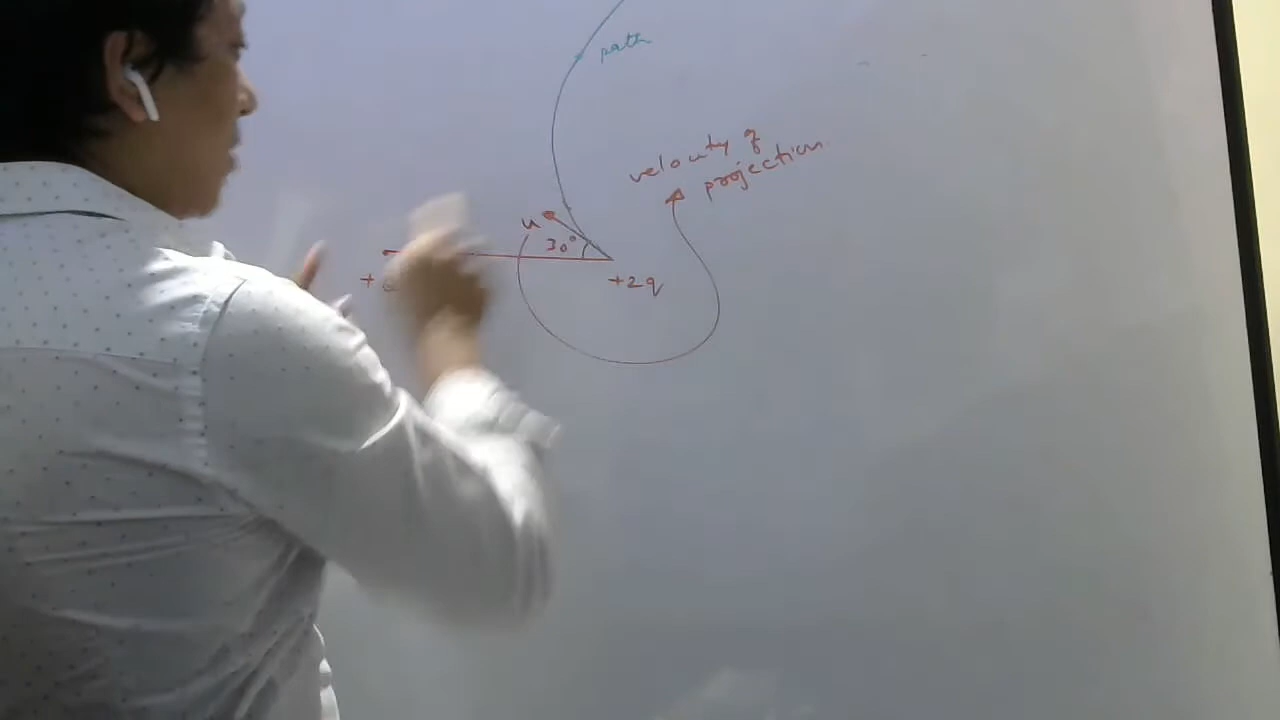 path
velocity of
projection
u
30°
+
+2q